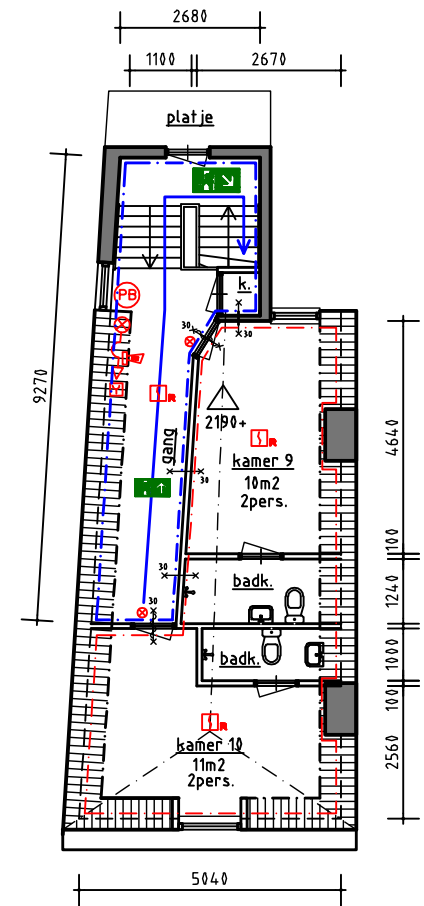 2680
1100
2670
platje
PB
k.
30
30
2190+
R
R
gang
kamer 9
10m2
2pers.
30
9270
4640
100
30
badk.
1240
30
badk.
1000
100
R
kamer 10
11m2
2pers.
2560
5040